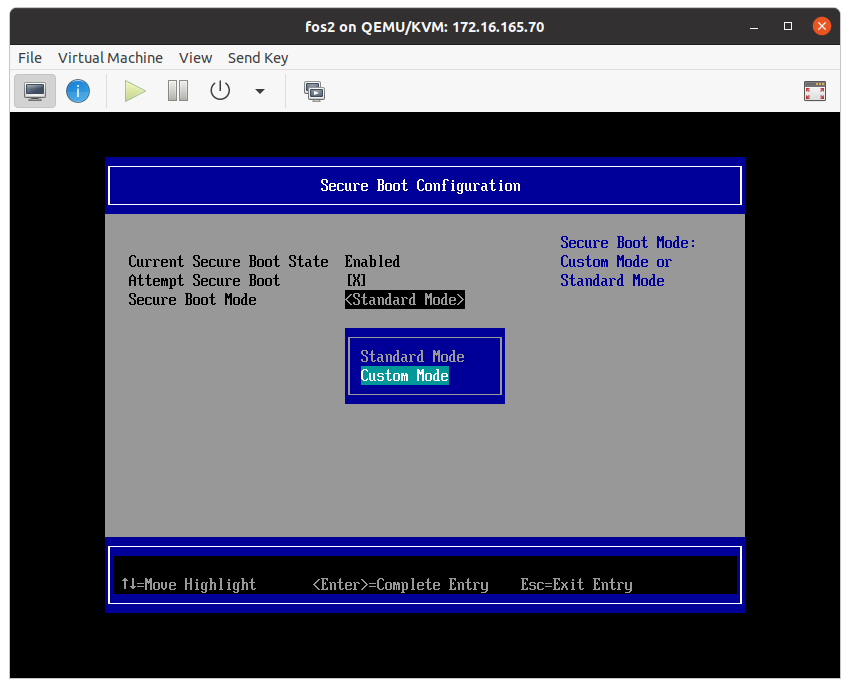 fos2 on QEMU/KVM: 172.16.165.70
File Virtual Machine View Send Key
Secure Boot Configuration
Current Secure Boot State Enabled
Attempt Secure Boot [X]
Secure Boot Mode <Standard Mode>
Secure Boot Mode:
Custom Mode or
Standard Mode
Standard Mode
Custom Mode
↑↓=Move Highlight <Enter>=Complete Entry Esc=Exit Entry